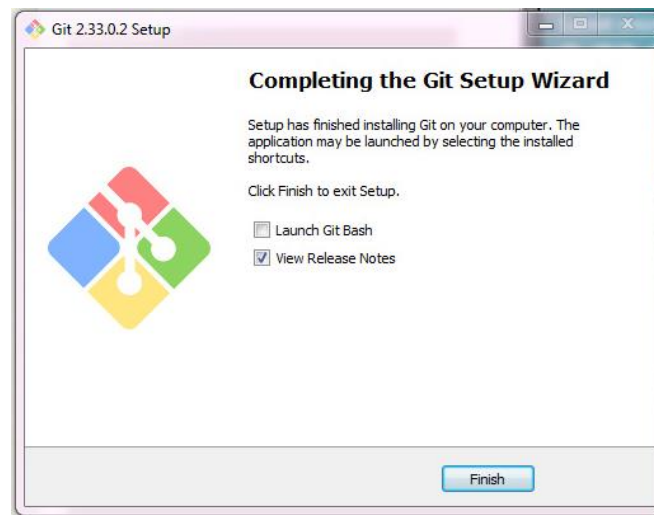 Git 2.33.0.2 Setup
Completing the Git Setup Wizard
Setup has finished installing Git on your computer. The
application may be launched by selecting the installed
shortcuts.
Click Finish to exit Setup.
Launch Git Bash
View Release Notes
Finish